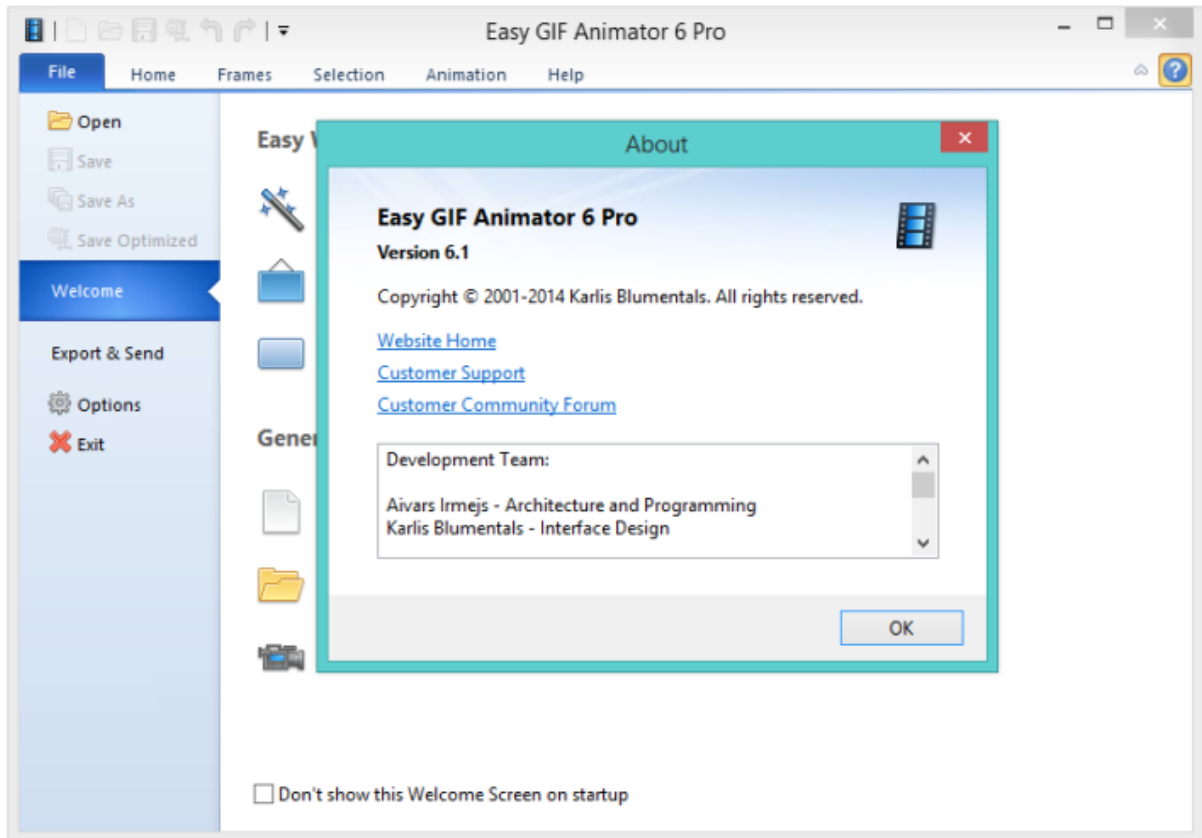 Easy GIF Animator 6 Pro
File Home Frames Selection Animation Help
Open
Save
Save As
Save Optimized
Welcome
Export & Send
Options
Exit
Easy
About
Easy GIF Animator 6 Pro
Version 6.1
Copyright © 2001-2014 Karlis Blumentals. All rights reserved.
Website Home
Customer Support
Customer Community Forum
Development Team:
Aivars Irmejs - Architecture and Programming
Karlis Blumentals - Interface Design
OK
Don't show this Welcome Screen on startup